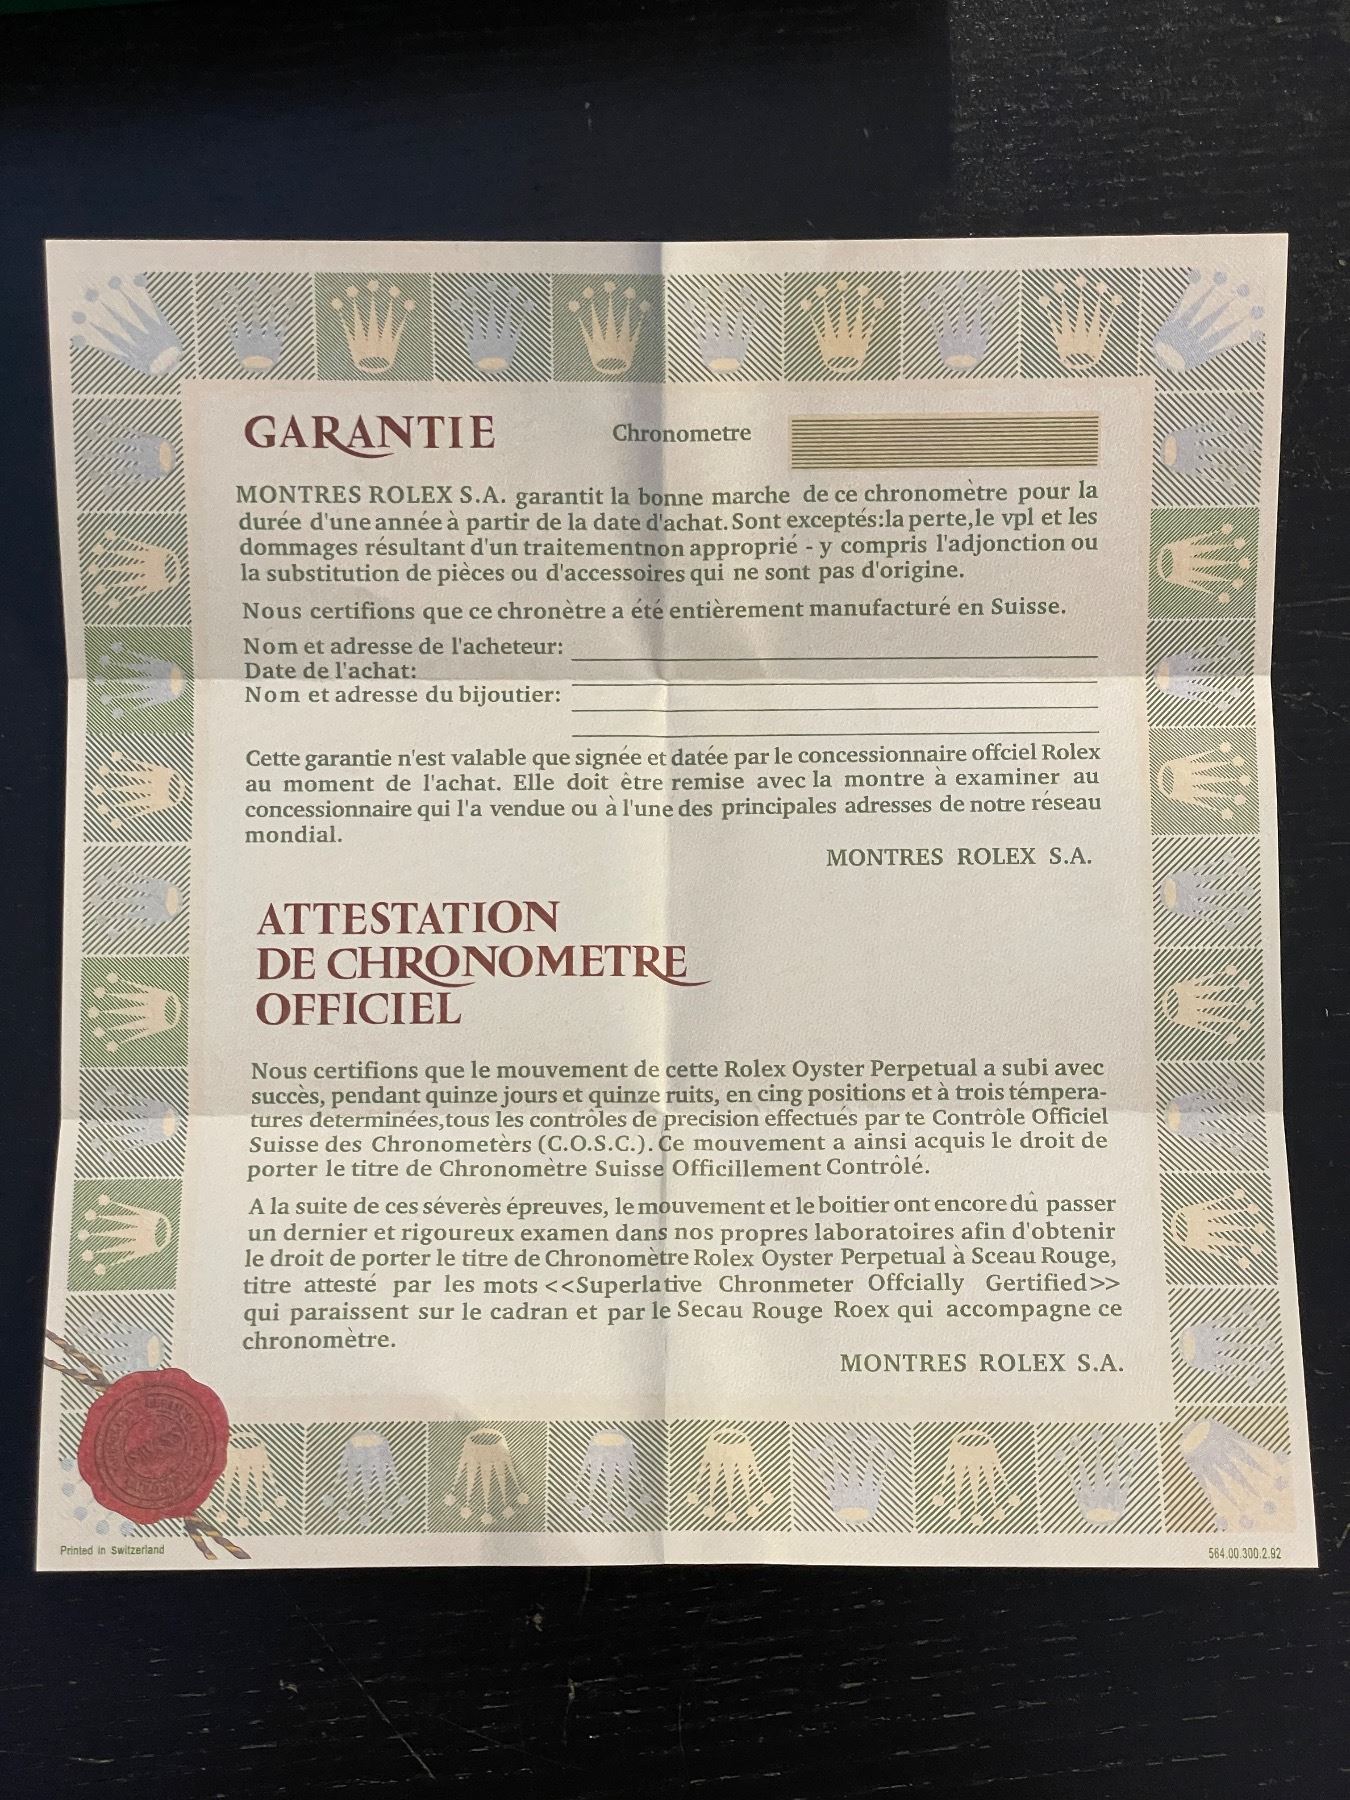 GARANTIE
Chronometre
MONTRES ROLEX S.A. garantit la bonne marche de ce chronomètre pour la
durée d'une année à partir de la date d'achat. Sont exceptés:la perte,le vpl et les
dommages résultant d'un traitementnon approprié - y compris l'adjonction ou
la substitution de pièces ou d'accessoires qui ne sont pas d'origine.
Nous certifions que ce chronètre a été entièrement manufacturé en Suisse.
Nom et adresse de l'acheteur:
Date de l'achat:
Nom et adresse du bijoutier:
Cette garantie n'est valable que signée et datée par le concessionnaire offciel Rolex
au moment de l'achat. Elle doit être remise avec la montre à examiner au
concessionnaire qui l'a vendue ou à l'une des principales adresses de notre réseau
mondial.
MONTRES ROLEX S.A.
ATTESTATION
DE CHRONOMETRE
OFFICIEL
Nous certifions que le mouvement de cette Rolex Oyster Perpetual a subi avec
succès, pendant quinze jours et quinze ruits, en cinq positions et à trois témpera-
tures determinées,tous les contrôles de precision effectués par te Contrôle Officiel
Suisse des Chronometèrs (C.O.S.C.). Ce mouvement a ainsi acquis le droit de
porter le titre de Chronomètre Suisse Officillement Contrôlé.
A la suite de ces séverès épreuves, le mouvement et le boitier ont encore dû passer
un dernier et rigoureux examen dans nos propres laboratoires afin d'obtenir
le droit de porter le titre de Chronomètre Rolex Oyster Perpetual à Sceau Rouge,
titre attesté par les mots <<Superlative Chronmeter Offcially Gertified>>
qui paraissent sur le cadran et par le Secau Rouge Roex qui accompagne ce
chronomètre.
MONTRES ROLEX S.A.
Printed in Switzerland
564.00.300.2.92